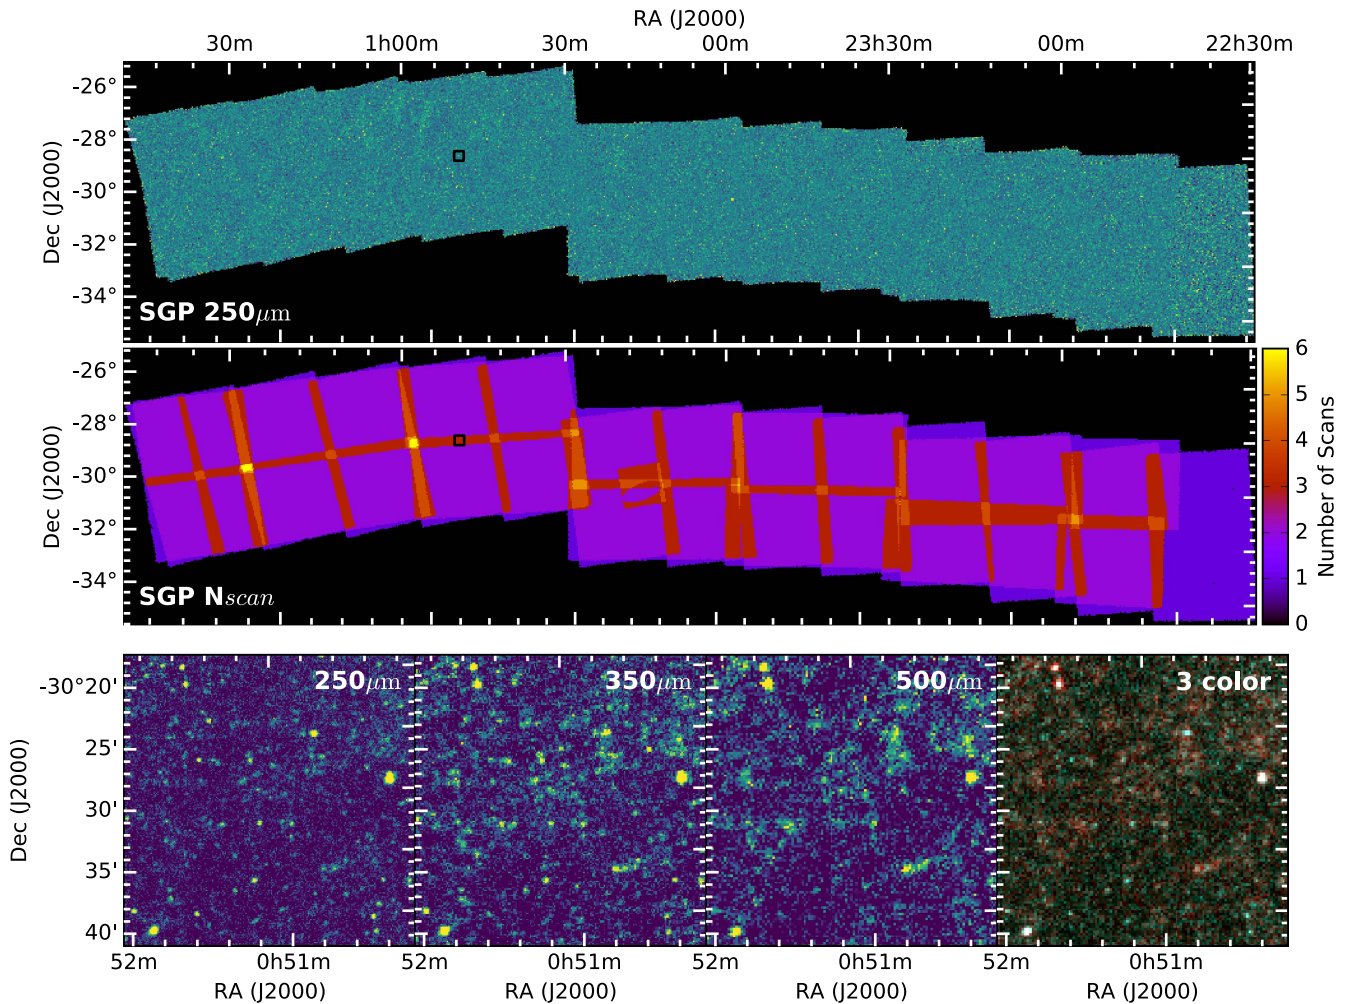 RA (J2000)
30m 1h00m 30m 00m 23h30m 00m 22h30m
-26°
-28°
-30°
-32°
-34°
Dec (J2000)
SGP 250μm
-26°
-28°
-30°
-32°
-34°
Dec (J2000)
SGP Nscan
6
5
4
3
2
1
0
Number of Scans
250μm 350μm 500μm 3 color
-30°20'
25'
30'
35'
40'
Dec (J2000)
52m 0h51m 52m 0h51m 52m 0h51m
RA (J2000) RA (J2000) RA (J2000) RA (J2000)